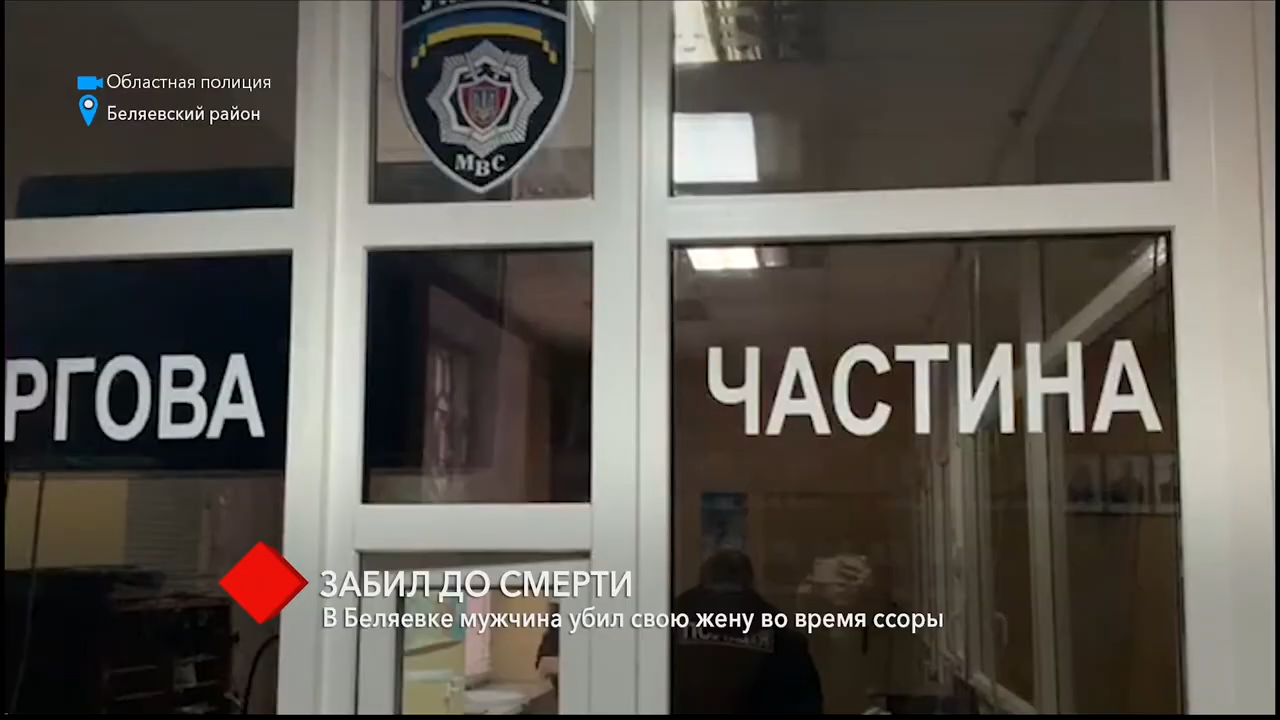 Областная полиция
Беляевский район
МВС
РГОВА ЧАСТИНА
ЗАБИЛ ДО СМЕРТИ
В Беляевке мужчина убил свою жену во время ссоры